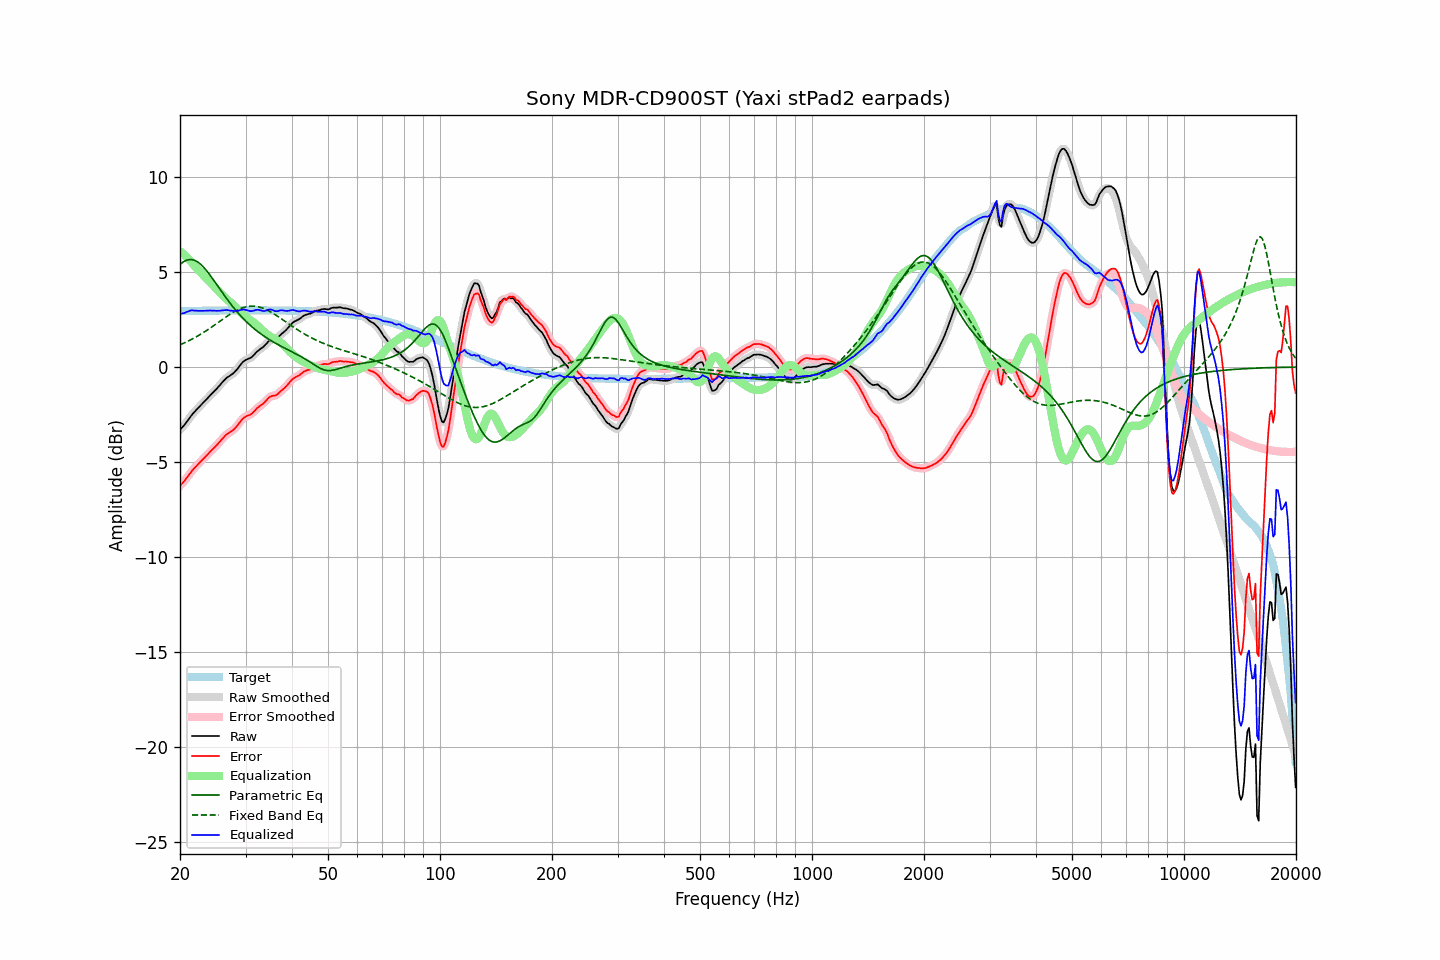 Sony MDR-CD900ST (Yaxi stPad2 earpads)
Amplitude (dBr)
10
5
0
−5
−10
−15
−20
−25
Target
Raw Smoothed
Error Smoothed
Raw
Error
Equalization
Parametric Eq
Fixed Band Eq
Equalized
20 50 100 200 500 1000 2000 5000 10000 20000
Frequency (Hz)